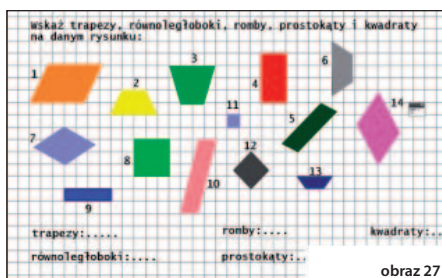 Wskaż trapezy, równoległoboki, romby, prostokąty i kwadraty
na danym rysunku:
3
6
1
2
4
14
11
5
7
12
8
13
10
9
trapezy:.....
romby:....
kwadraty:..
równoległoboki:....
prostokąty:..
obraz 27